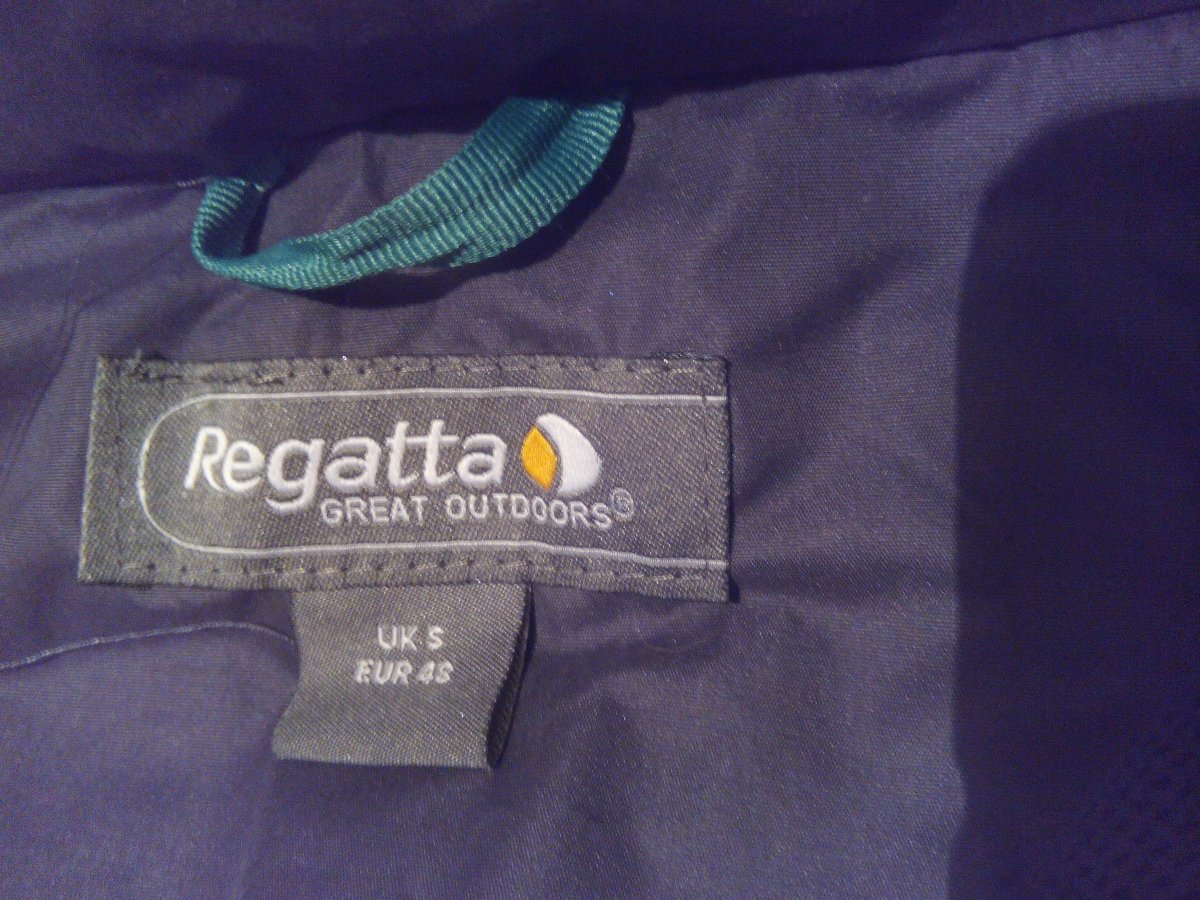 Regatta
GREAT OUTDOORS®
UK S
EUR 48